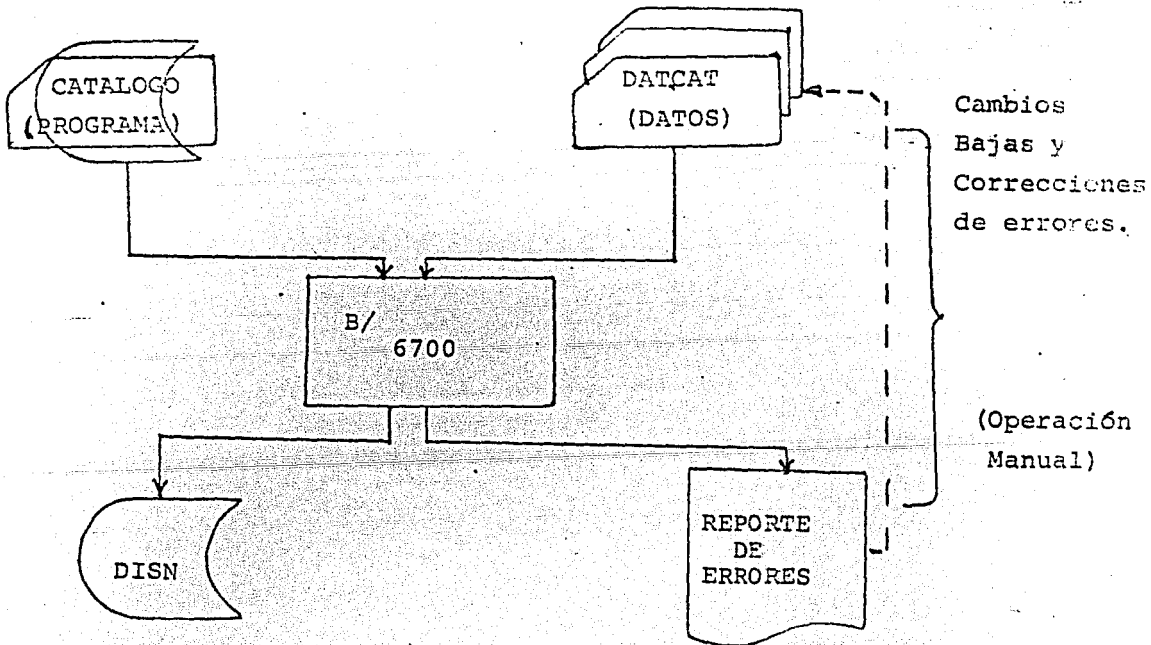 CATALOGO
(PROGRAMA)
DATCAT
(DATOS)
Cambios
Bajas y
Correcciones
de errores.
B/
6700
(Operación
Manual)
DISN
REPORTE
DE
ERRORES